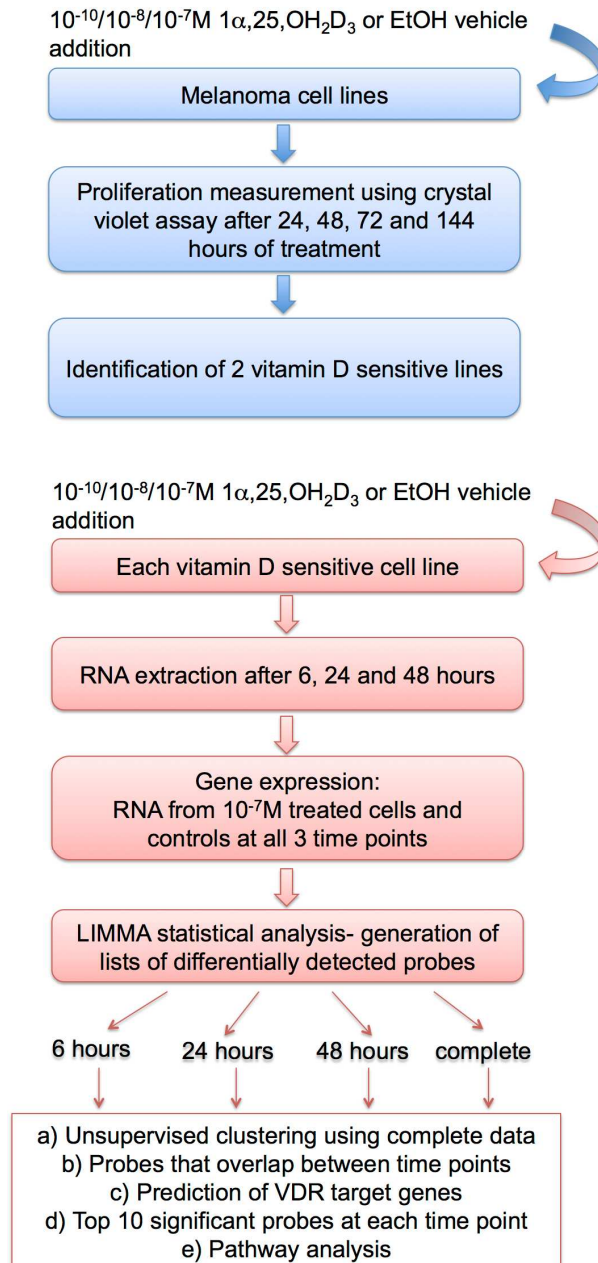 10⁻¹⁰/10⁻⁸/10⁻⁷M 1α,25,OH₂D₃ or EtOH vehicle
addition
Melanoma cell lines
Proliferation measurement using crystal
violet assay after 24, 48, 72 and 144
hours of treatment
Identification of 2 vitamin D sensitive lines
10⁻¹⁰/10⁻⁸/10⁻⁷M 1α,25,OH₂D₃ or EtOH vehicle
addition
Each vitamin D sensitive cell line
RNA extraction after 6, 24 and 48 hours
Gene expression:
RNA from 10⁻⁷M treated cells and
controls at all 3 time points
LIMMA statistical analysis- generation of
lists of differentially detected probes
6 hours 24 hours 48 hours complete
a) Unsupervised clustering using complete data
b) Probes that overlap between time points
c) Prediction of VDR target genes
d) Top 10 significant probes at each time point
e) Pathway analysis